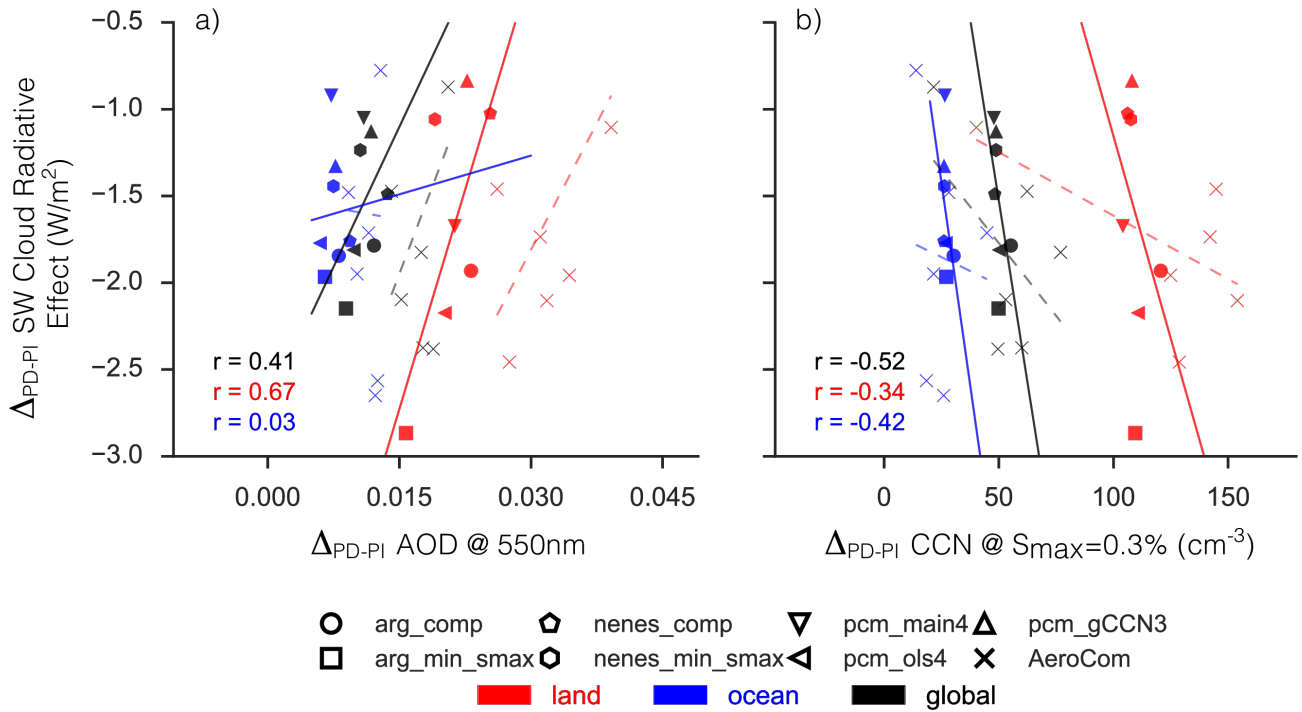 a)
b)
ΔPD-PI SW Cloud Radiative
Effect (W/m²)
−0.5
−1.0
−1.5
−2.0
−2.5
−3.0
r = 0.41
r = 0.67
r = 0.03
r = -0.52
r = -0.34
r = -0.42
0.000 0.015 0.030 0.045
0 50 100 150
ΔPD-PI AOD @ 550nm
ΔPD-PI CCN @ Smax=0.3% (cm⁻³)
arg_comp nenes_comp pcm_main4 pcm_gCCN3
arg_min_smax nenes_min_smax pcm_ols4 AeroCom
land ocean global